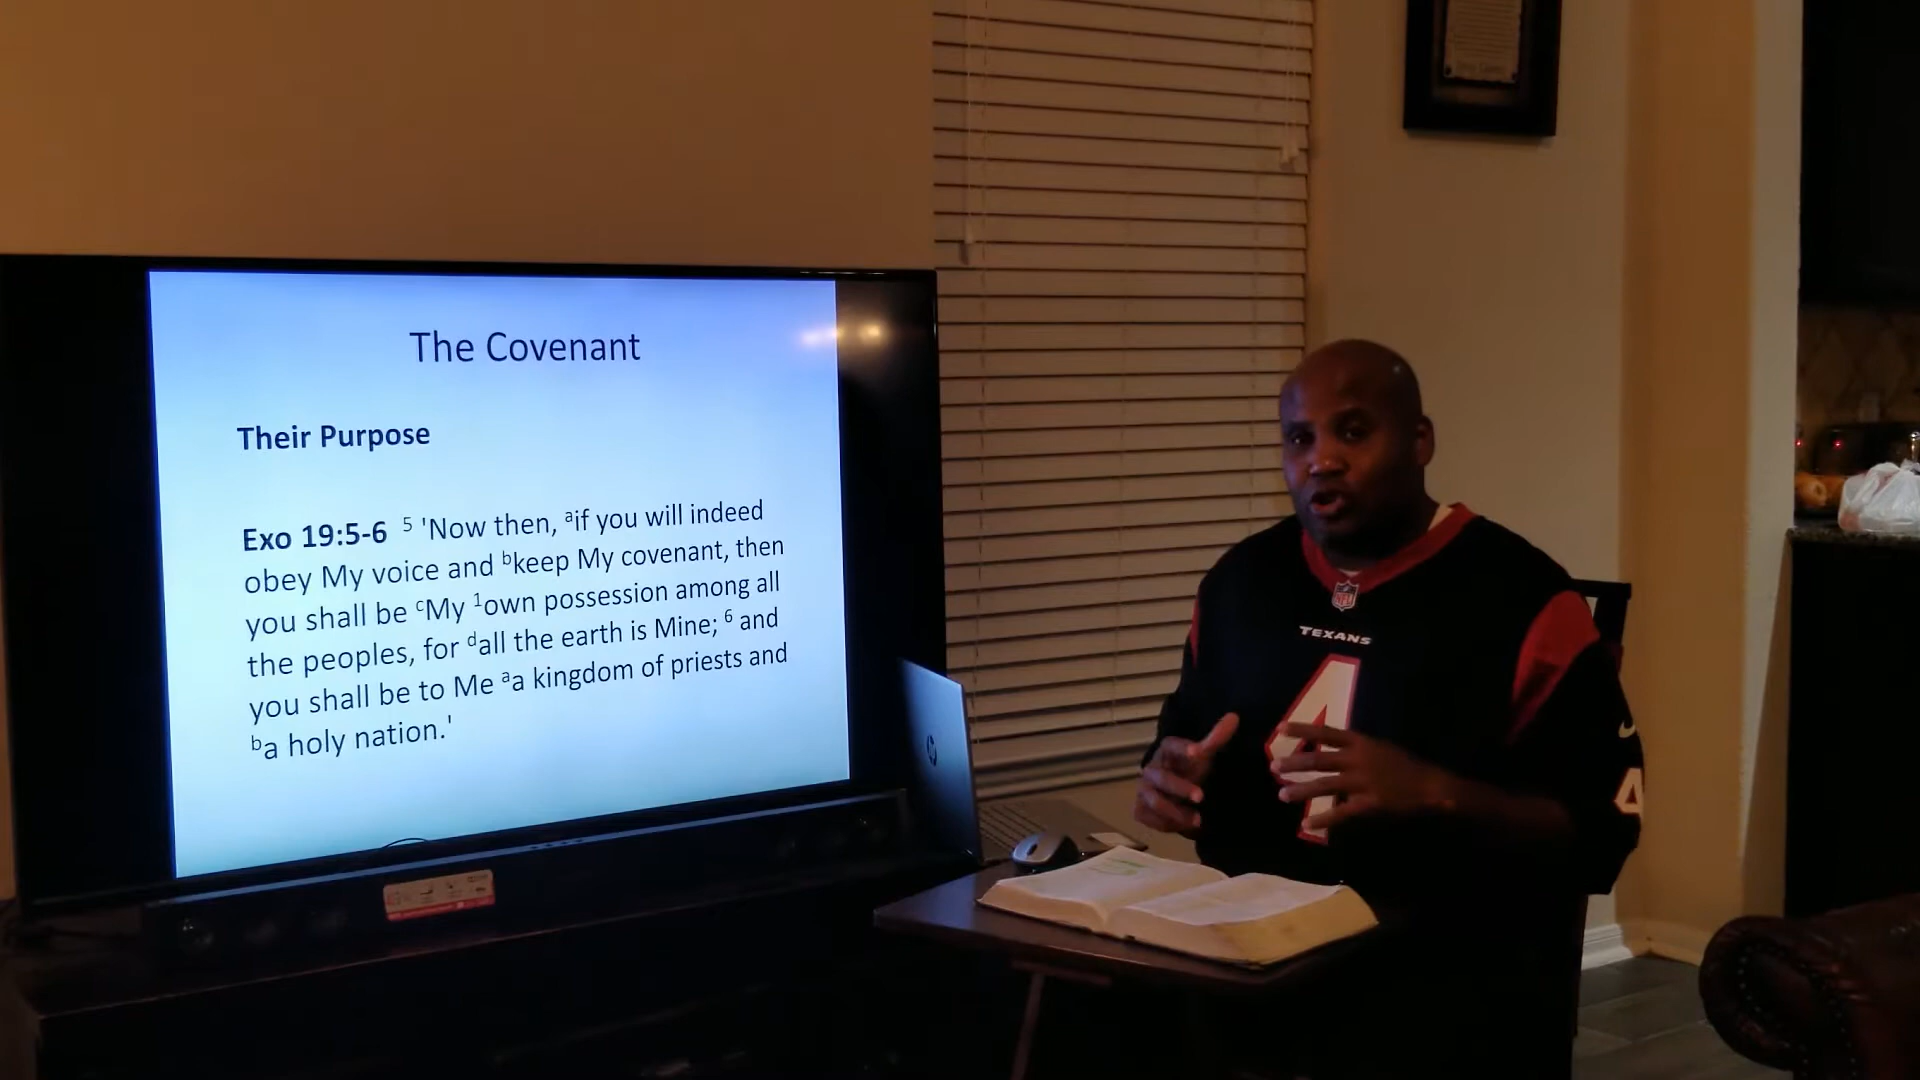 The Covenant
Their Purpose
Exo 19:5-6 5 'Now then, aif you will indeed
obey My voice and bkeep My covenant, then
you shall be cMy 1own possession among all
the peoples, for dall the earth is Mine; 6 and
you shall be to Me aa kingdom of priests and
ba holy nation.'
hp
NFL
TEXANS
4
4